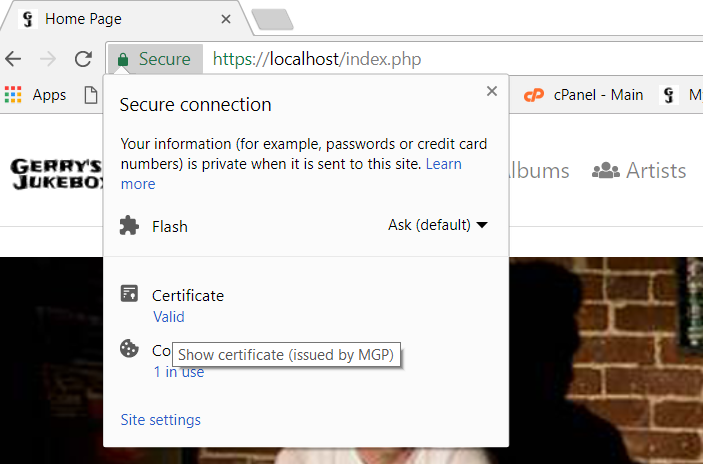 Home Page
Secure https://localhost/index.php
Apps
cPanel - Main
M
Secure connection
Your information (for example, passwords or credit card
numbers) is private when it is sent to this site. Learn
more
GERRY'S
JUKEBOX
lbums
Artists
Flash
Ask (default)
Certificate
Valid
Co
Show certificate (issued by MGP)
1 in use
Site settings